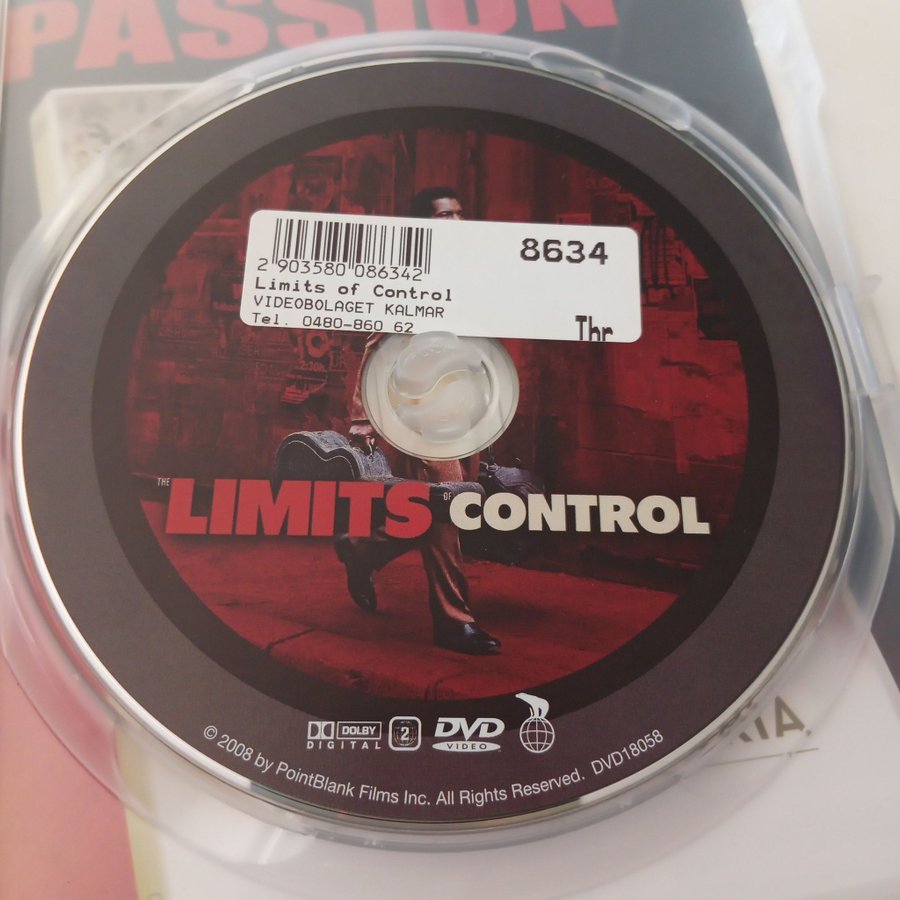 PASSION
8634
2 903580 086342
Limits of Control
VIDEOBOLAGET KALMAR
Tel. 0480-860 62
Thr
THE LIMITS OF CONTROL
DOLBY
DIGITAL
2
DVD
VIDEO
© 2008 by PointBlank Films Inc. All Rights Reserved. DVD18058